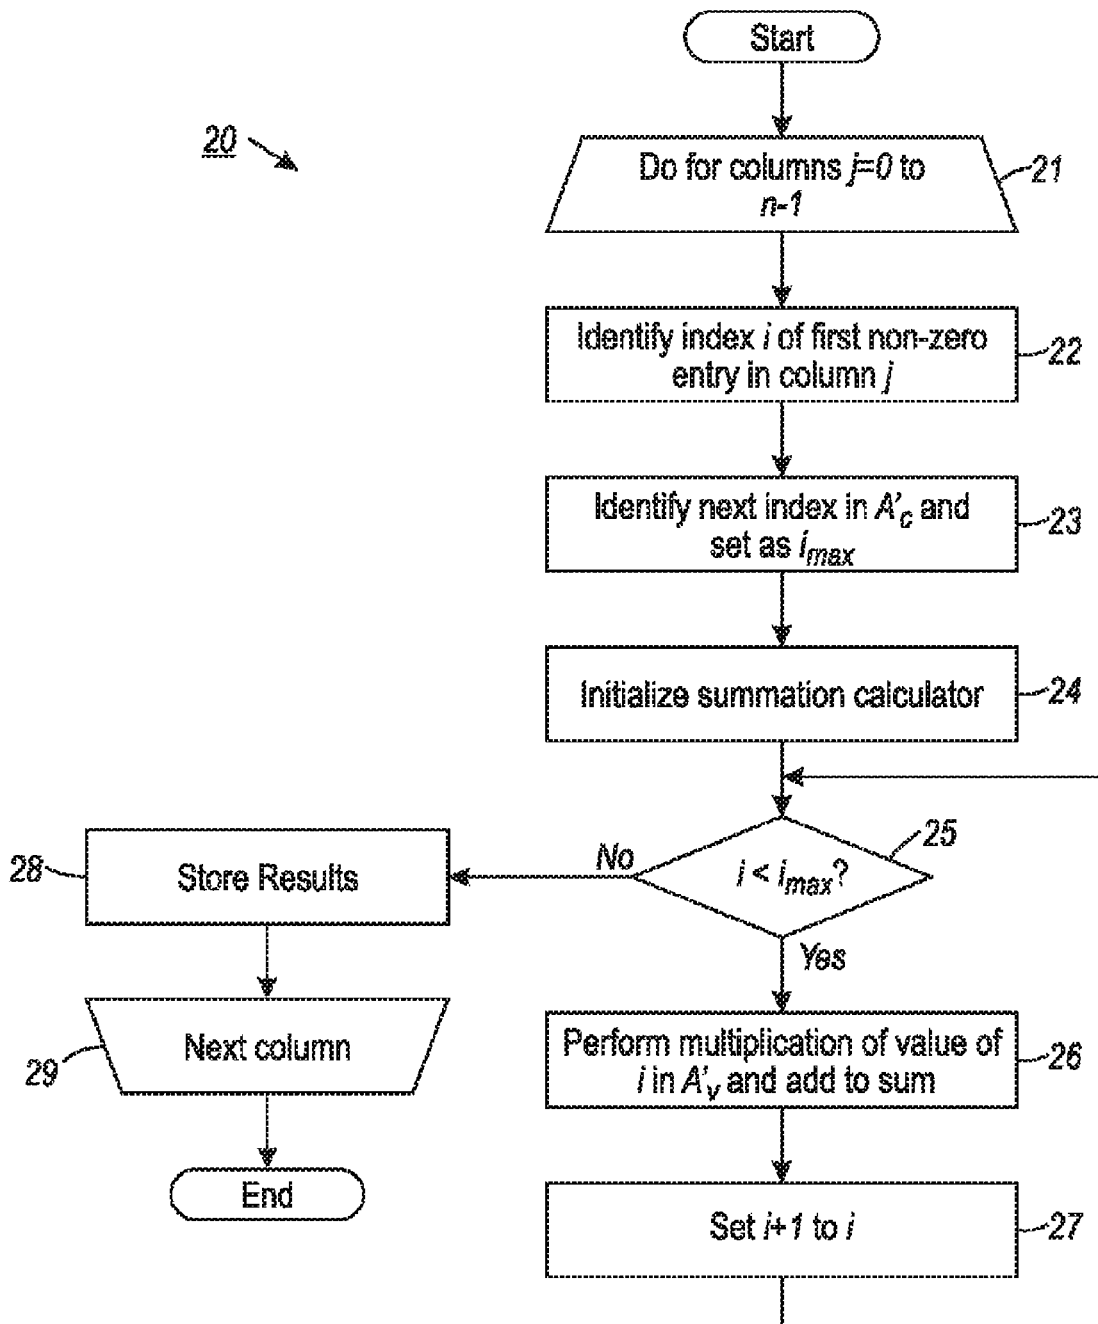 Start
20
Do for columns j=0 to
n-1
21
Identify index i of first non-zero
entry in column j
22
Identify next index in A'c and
set as imax
23
Initialize summation calculator
24
i < imax?
25
No
Yes
Store Results
28
Perform multiplication of value of
i in A'v and add to sum
26
Next column
29
Set i+1 to i
27
End